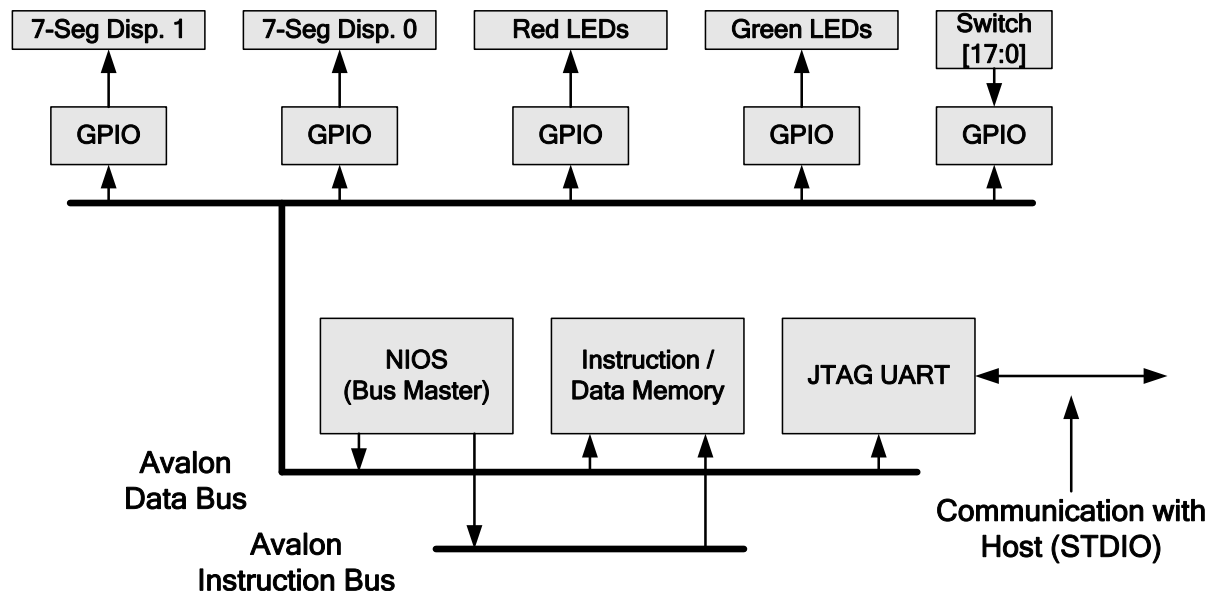 7-Seg Disp. 1
7-Seg Disp. 0
Red LEDs
Green LEDs
Switch
[17:0]
GPIO
GPIO
GPIO
GPIO
GPIO
NIOS
(Bus Master)
Instruction /
Data Memory
JTAG UART
Avalon
Data Bus
Communication with
Host (STDIO)
Avalon
Instruction Bus